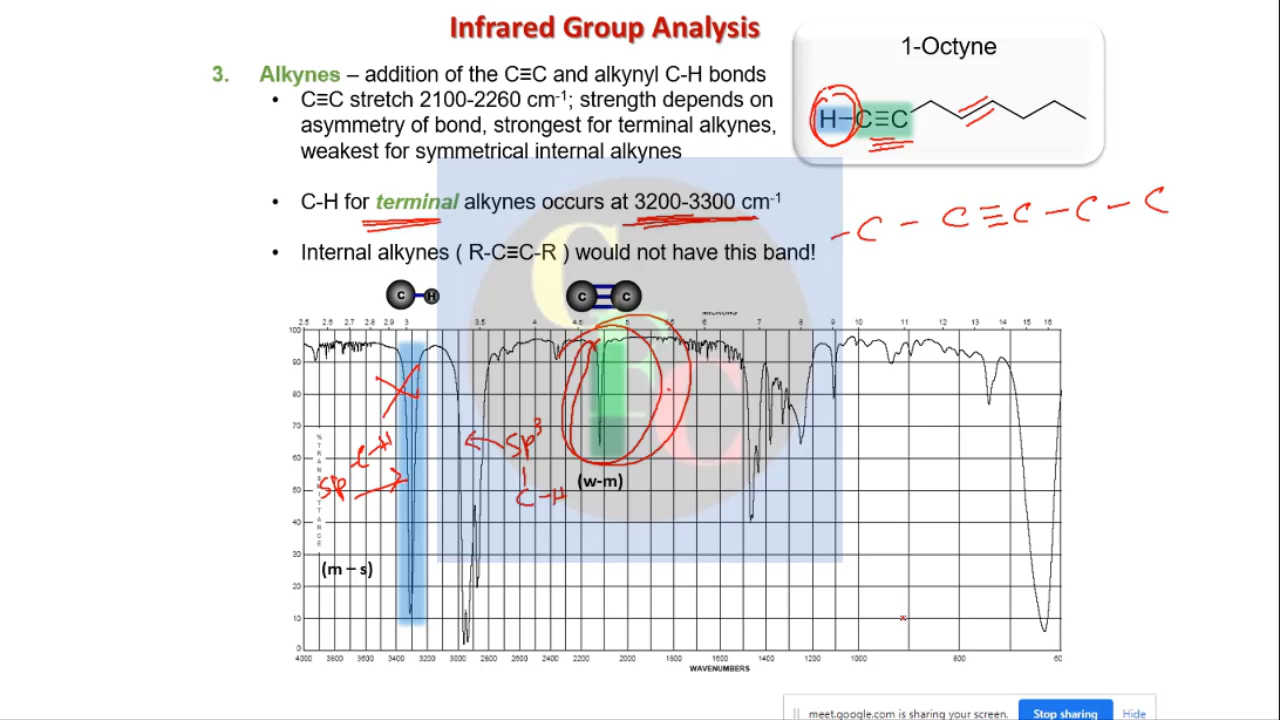 Infrared Group Analysis
1-Octyne
3. Alkynes – addition of the C≡C and alkynyl C-H bonds
• C≡C stretch 2100-2260 cm-1; strength depends on
asymmetry of bond, strongest for terminal alkynes,
weakest for symmetrical internal alkynes
H–C≡C
• C-H for terminal alkynes occurs at 3200-3300 cm-1
-C-C≡C-C-C
• Internal alkynes ( R-C≡C-R ) would not have this band!
C H
C C
MICRONS
2.5 2.6 2.7 2.8 2.9 3 3.5 4 4.5 5 5.5 6 7 8 9 10 11 12 13 14 15 16
100
90
80
70
60
50
40
30
20
10
0
% TRANSMITTANCE
sp C-H
sp3
C-H
(w-m)
(m – s)
CFC
4000 3800 3600 3400 3200 3000 2800 2600 2400 2200 2000 1800 1600 1400 1200 1000 800 60
WAVENUMBERS
meet.google.com is sharing your screen. Stop sharing Hide